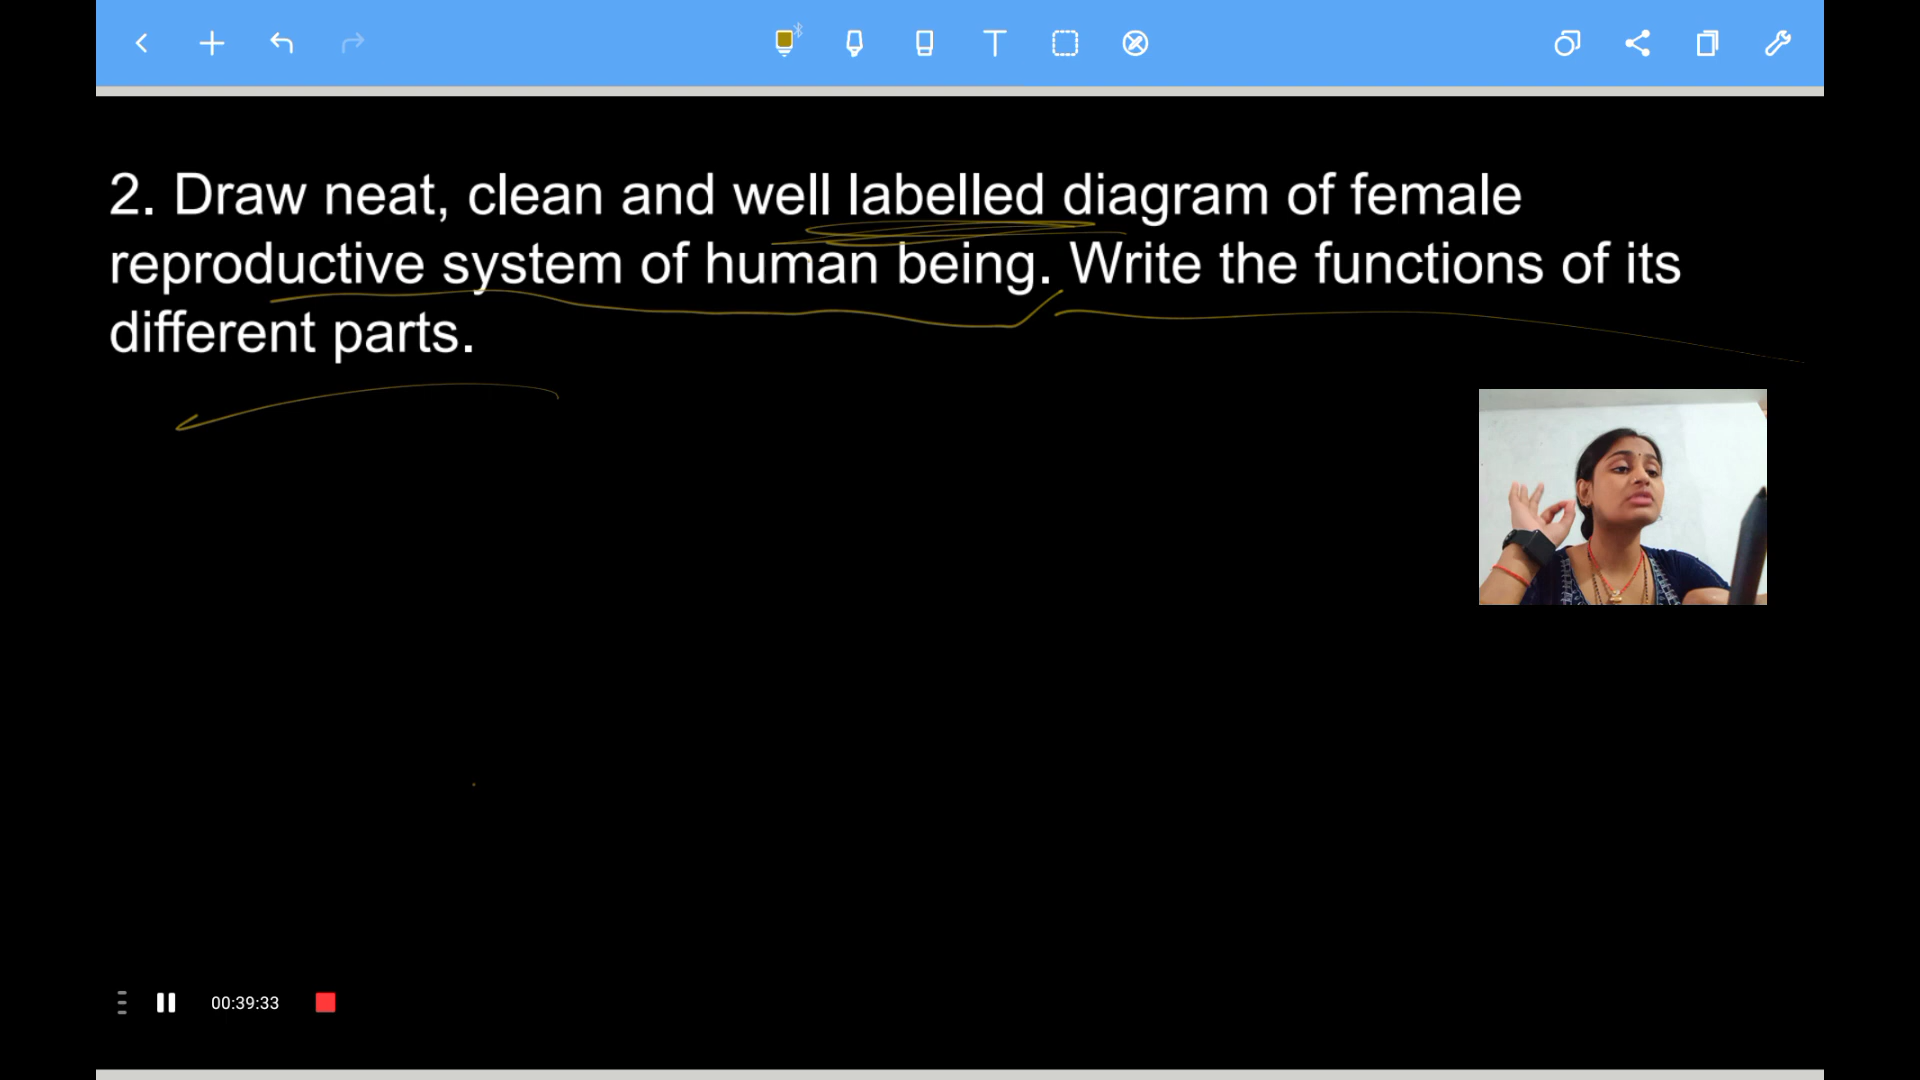 2. Draw neat, clean and well labelled diagram of female
reproductive system of human being. Write the functions of its
different parts.
00:39:33